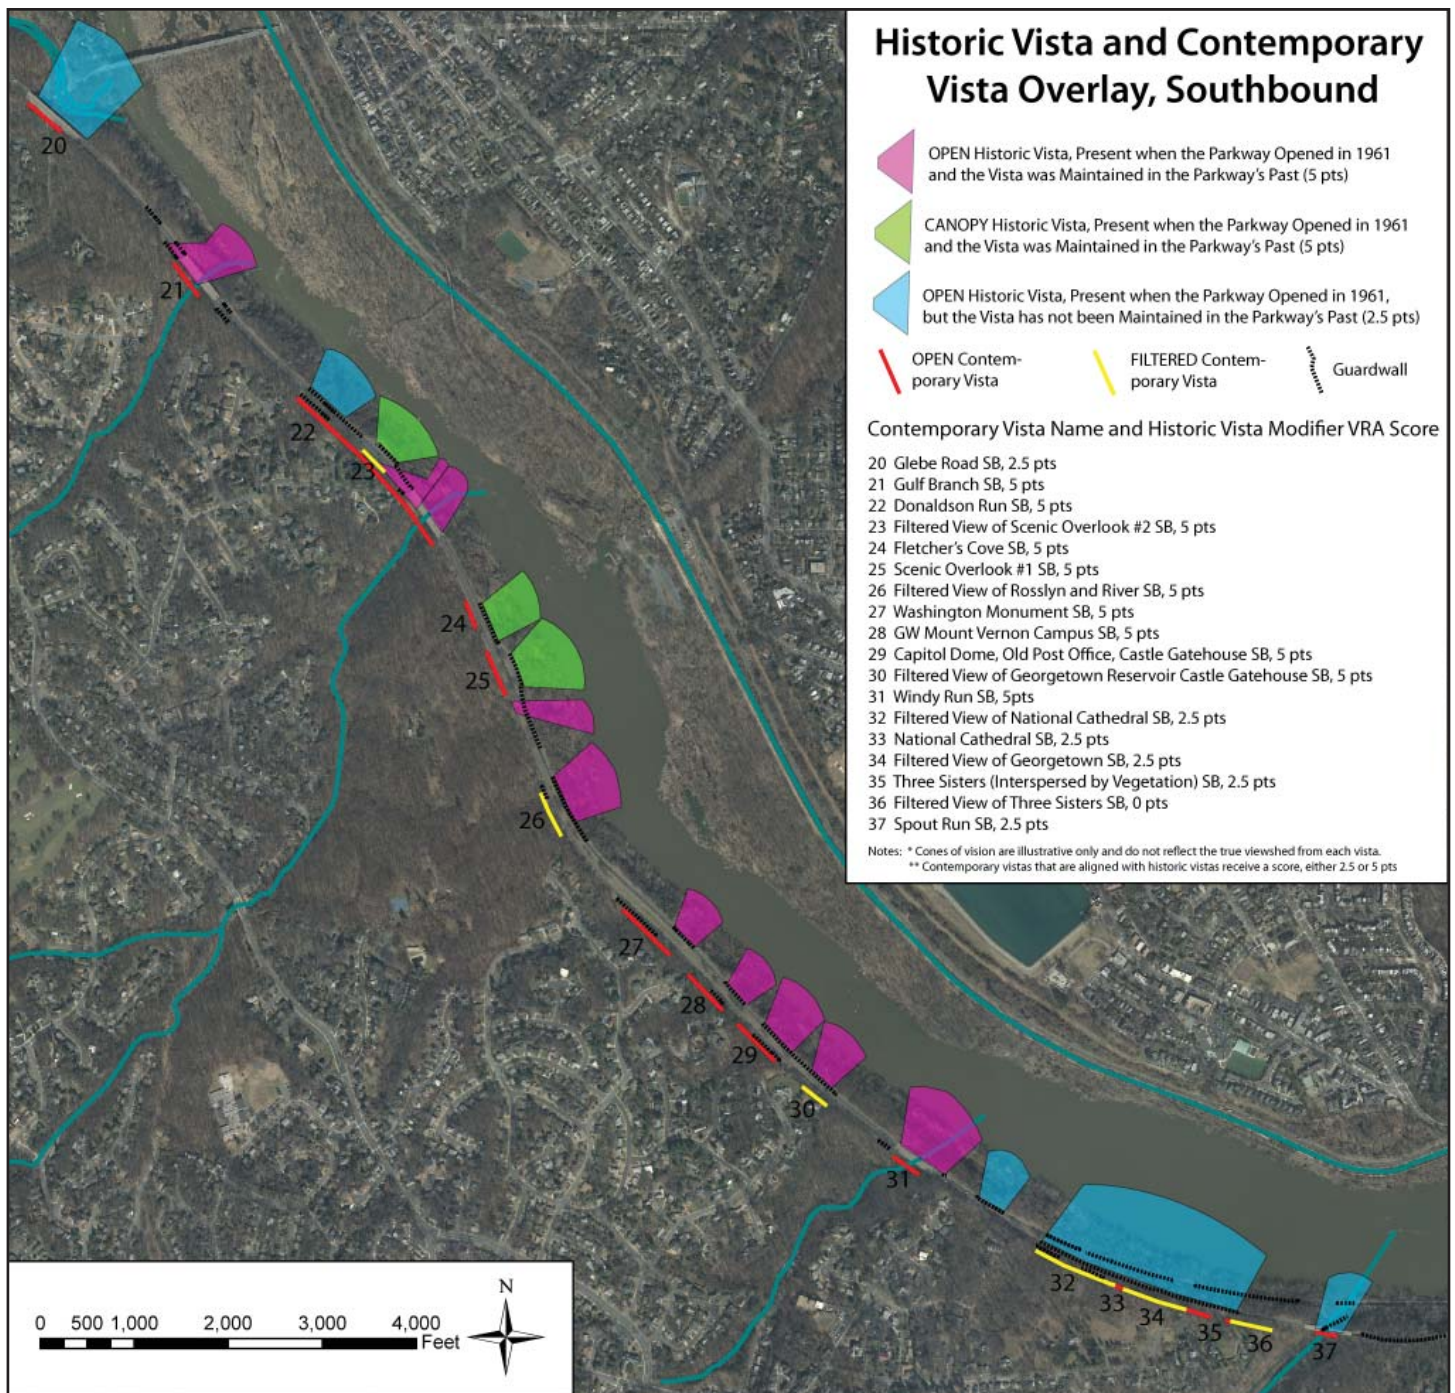 Historic Vista and Contemporary
Vista Overlay, Southbound
OPEN Historic Vista, Present when the Parkway Opened in 1961
and the Vista was Maintained in the Parkway's Past (5 pts)
CANOPY Historic Vista, Present when the Parkway Opened in 1961
and the Vista was Maintained in the Parkway's Past (5 pts)
OPEN Historic Vista, Present when the Parkway Opened in 1961,
but the Vista has not been Maintained in the Parkway's Past (2.5 pts)
OPEN Contem-
porary Vista
FILTERED Contem-
porary Vista
Guardwall
Contemporary Vista Name and Historic Vista Modifier VRA Score
20 Glebe Road SB, 2.5 pts
21 Gulf Branch SB, 5 pts
22 Donaldson Run SB, 5 pts
23 Filtered View of Scenic Overlook #2 SB, 5 pts
24 Fletcher's Cove SB, 5 pts
25 Scenic Overlook #1 SB, 5 pts
26 Filtered View of Rosslyn and River SB, 5 pts
27 Washington Monument SB, 5 pts
28 GW Mount Vernon Campus SB, 5 pts
29 Capitol Dome, Old Post Office, Castle Gatehouse SB, 5 pts
30 Filtered View of Georgetown Reservoir Castle Gatehouse SB, 5 pts
31 Windy Run SB, 5pts
32 Filtered View of National Cathedral SB, 2.5 pts
33 National Cathedral SB, 2.5 pts
34 Filtered View of Georgetown SB, 2.5 pts
35 Three Sisters (Interspersed by Vegetation) SB, 2.5 pts
36 Filtered View of Three Sisters SB, 0 pts
37 Spout Run SB, 2.5 pts
Notes: * Cones of vision are illustrative only and do not reflect the true viewshed from each vista.
** Contemporary vistas that are aligned with historic vistas receive a score, either 2.5 or 5 pts
20
21
22
23
24
25
26
27
28
29
30
31
32
33
34
35
36
37
N
0 500 1,000 2,000 3,000 4,000
Feet